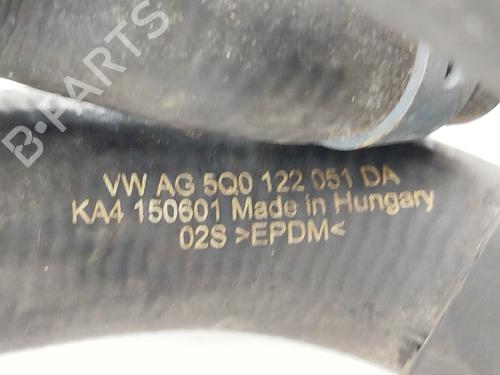 B-PARTS
VW AG 5Q0 122 051 DA
KA4 150601 Made in Hungary
02S >EPDM<